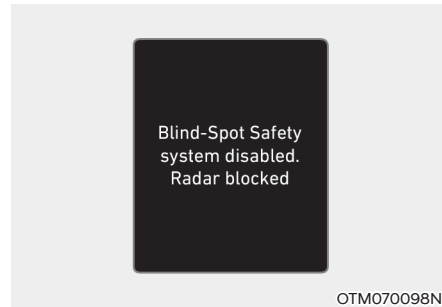 Blind-Spot Safety
system disabled.
Radar blocked
OTM070098N